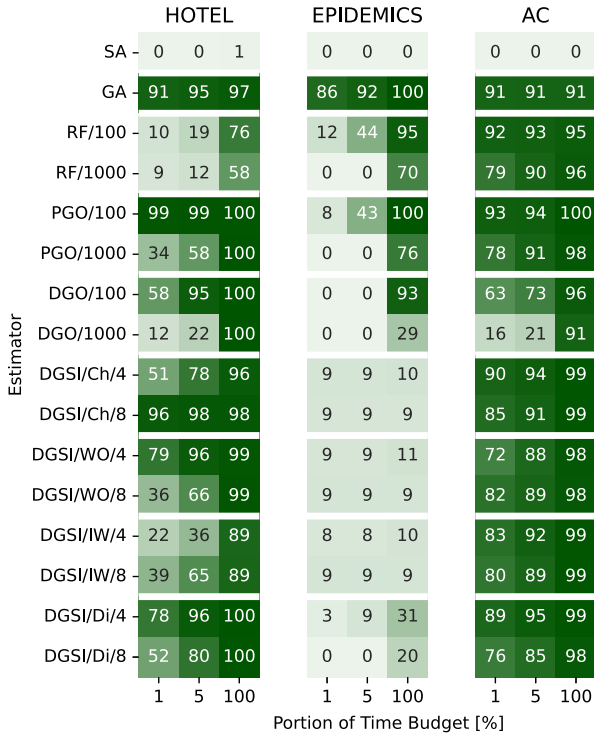 HOTEL EPIDEMICS AC
SA 0 0 1 0 0 0 0 0 0
GA 91 95 97 86 92 100 91 91 91
RF/100 10 19 76 12 44 95 92 93 95
RF/1000 9 12 58 0 0 70 79 90 96
PGO/100 99 99 100 8 43 100 93 94 100
PGO/1000 34 58 100 0 0 76 78 91 98
DGO/100 58 95 100 0 0 93 63 73 96
DGO/1000 12 22 100 0 0 29 16 21 91
DGSI/Ch/4 51 78 96 9 9 10 90 94 99
DGSI/Ch/8 96 98 98 9 9 9 85 91 99
DGSI/WO/4 79 96 99 9 9 11 72 88 98
DGSI/WO/8 36 66 99 9 9 9 82 89 98
DGSI/IW/4 22 36 89 8 8 10 83 92 99
DGSI/IW/8 39 65 89 9 9 9 80 89 99
DGSI/Di/4 78 96 100 3 9 31 89 95 99
DGSI/Di/8 52 80 100 0 0 20 76 85 98
1 5 100 1 5 100 1 5 100
Portion of Time Budget [%]
Estimator